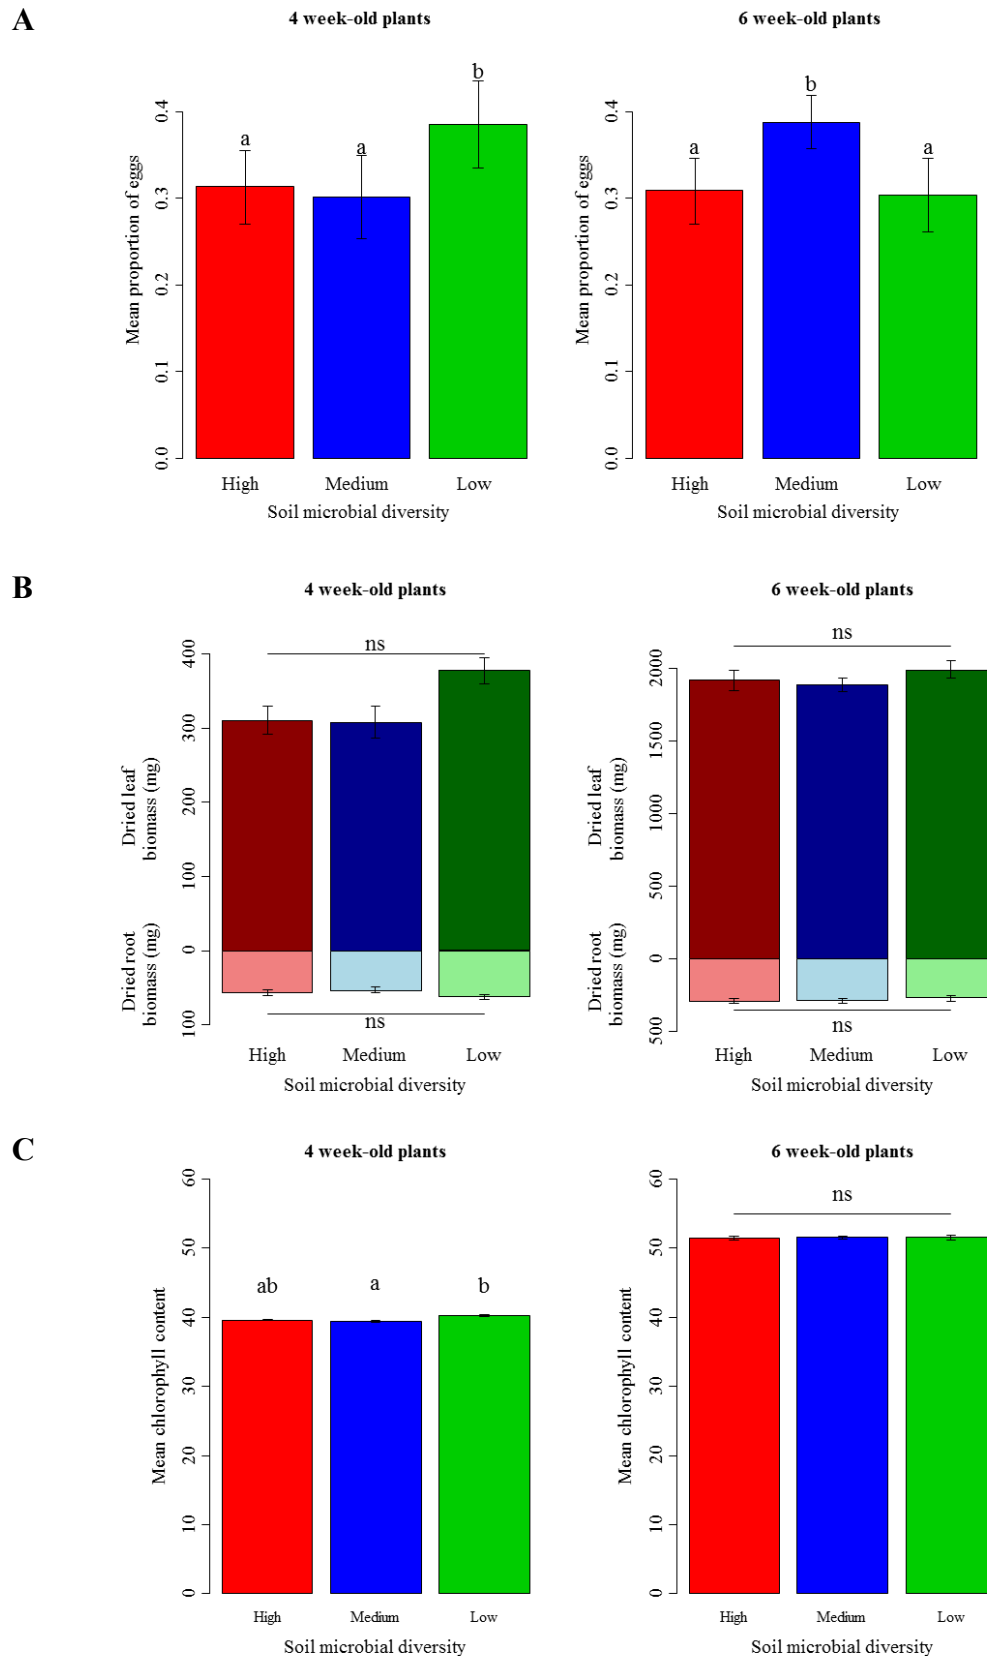 A
4 week-old plants
6 week-old plants
Mean proportion of eggs
0.0
0.1
0.2
0.3
0.4
a
a
b
High
Medium
Low
Soil microbial diversity
Mean proportion of eggs
0.0
0.1
0.2
0.3
0.4
a
b
a
High
Medium
Low
Soil microbial diversity
B
4 week-old plants
6 week-old plants
Dried root
biomass (mg)
Dried leaf
biomass (mg)
100
0
100
200
300
400
ns
ns
High
Medium
Low
Soil microbial diversity
Dried root
biomass (mg)
Dried leaf
biomass (mg)
500
0
500
1000
1500
2000
ns
ns
High
Medium
Low
Soil microbial diversity
C
4 week-old plants
6 week-old plants
Mean chlorophyll content
0
10
20
30
40
50
60
ab
a
b
High
Medium
Low
Soil microbial diversity
Mean chlorophyll content
0
10
20
30
40
50
60
ns
High
Medium
Low
Soil microbial diversity